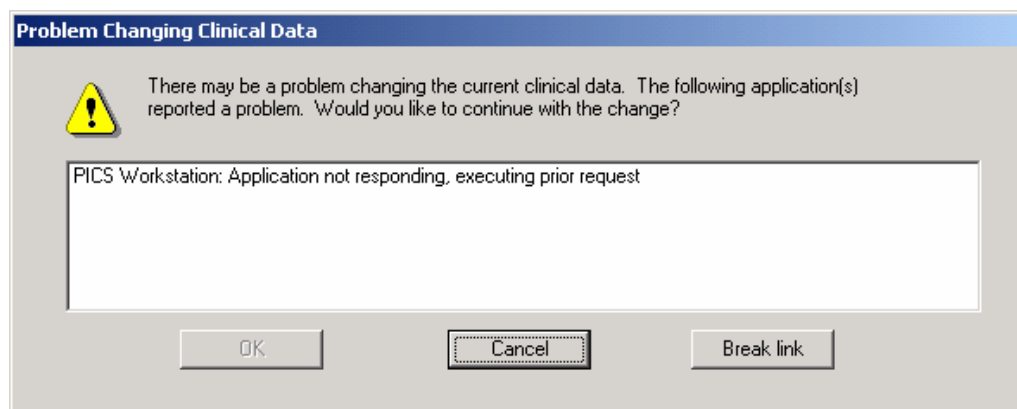 Problem Changing Clinical Data
There may be a problem changing the current clinical data.  The following application(s)
reported a problem.  Would you like to continue with the change?
PICS Workstation: Application not responding, executing prior request
OK
Cancel
Break link